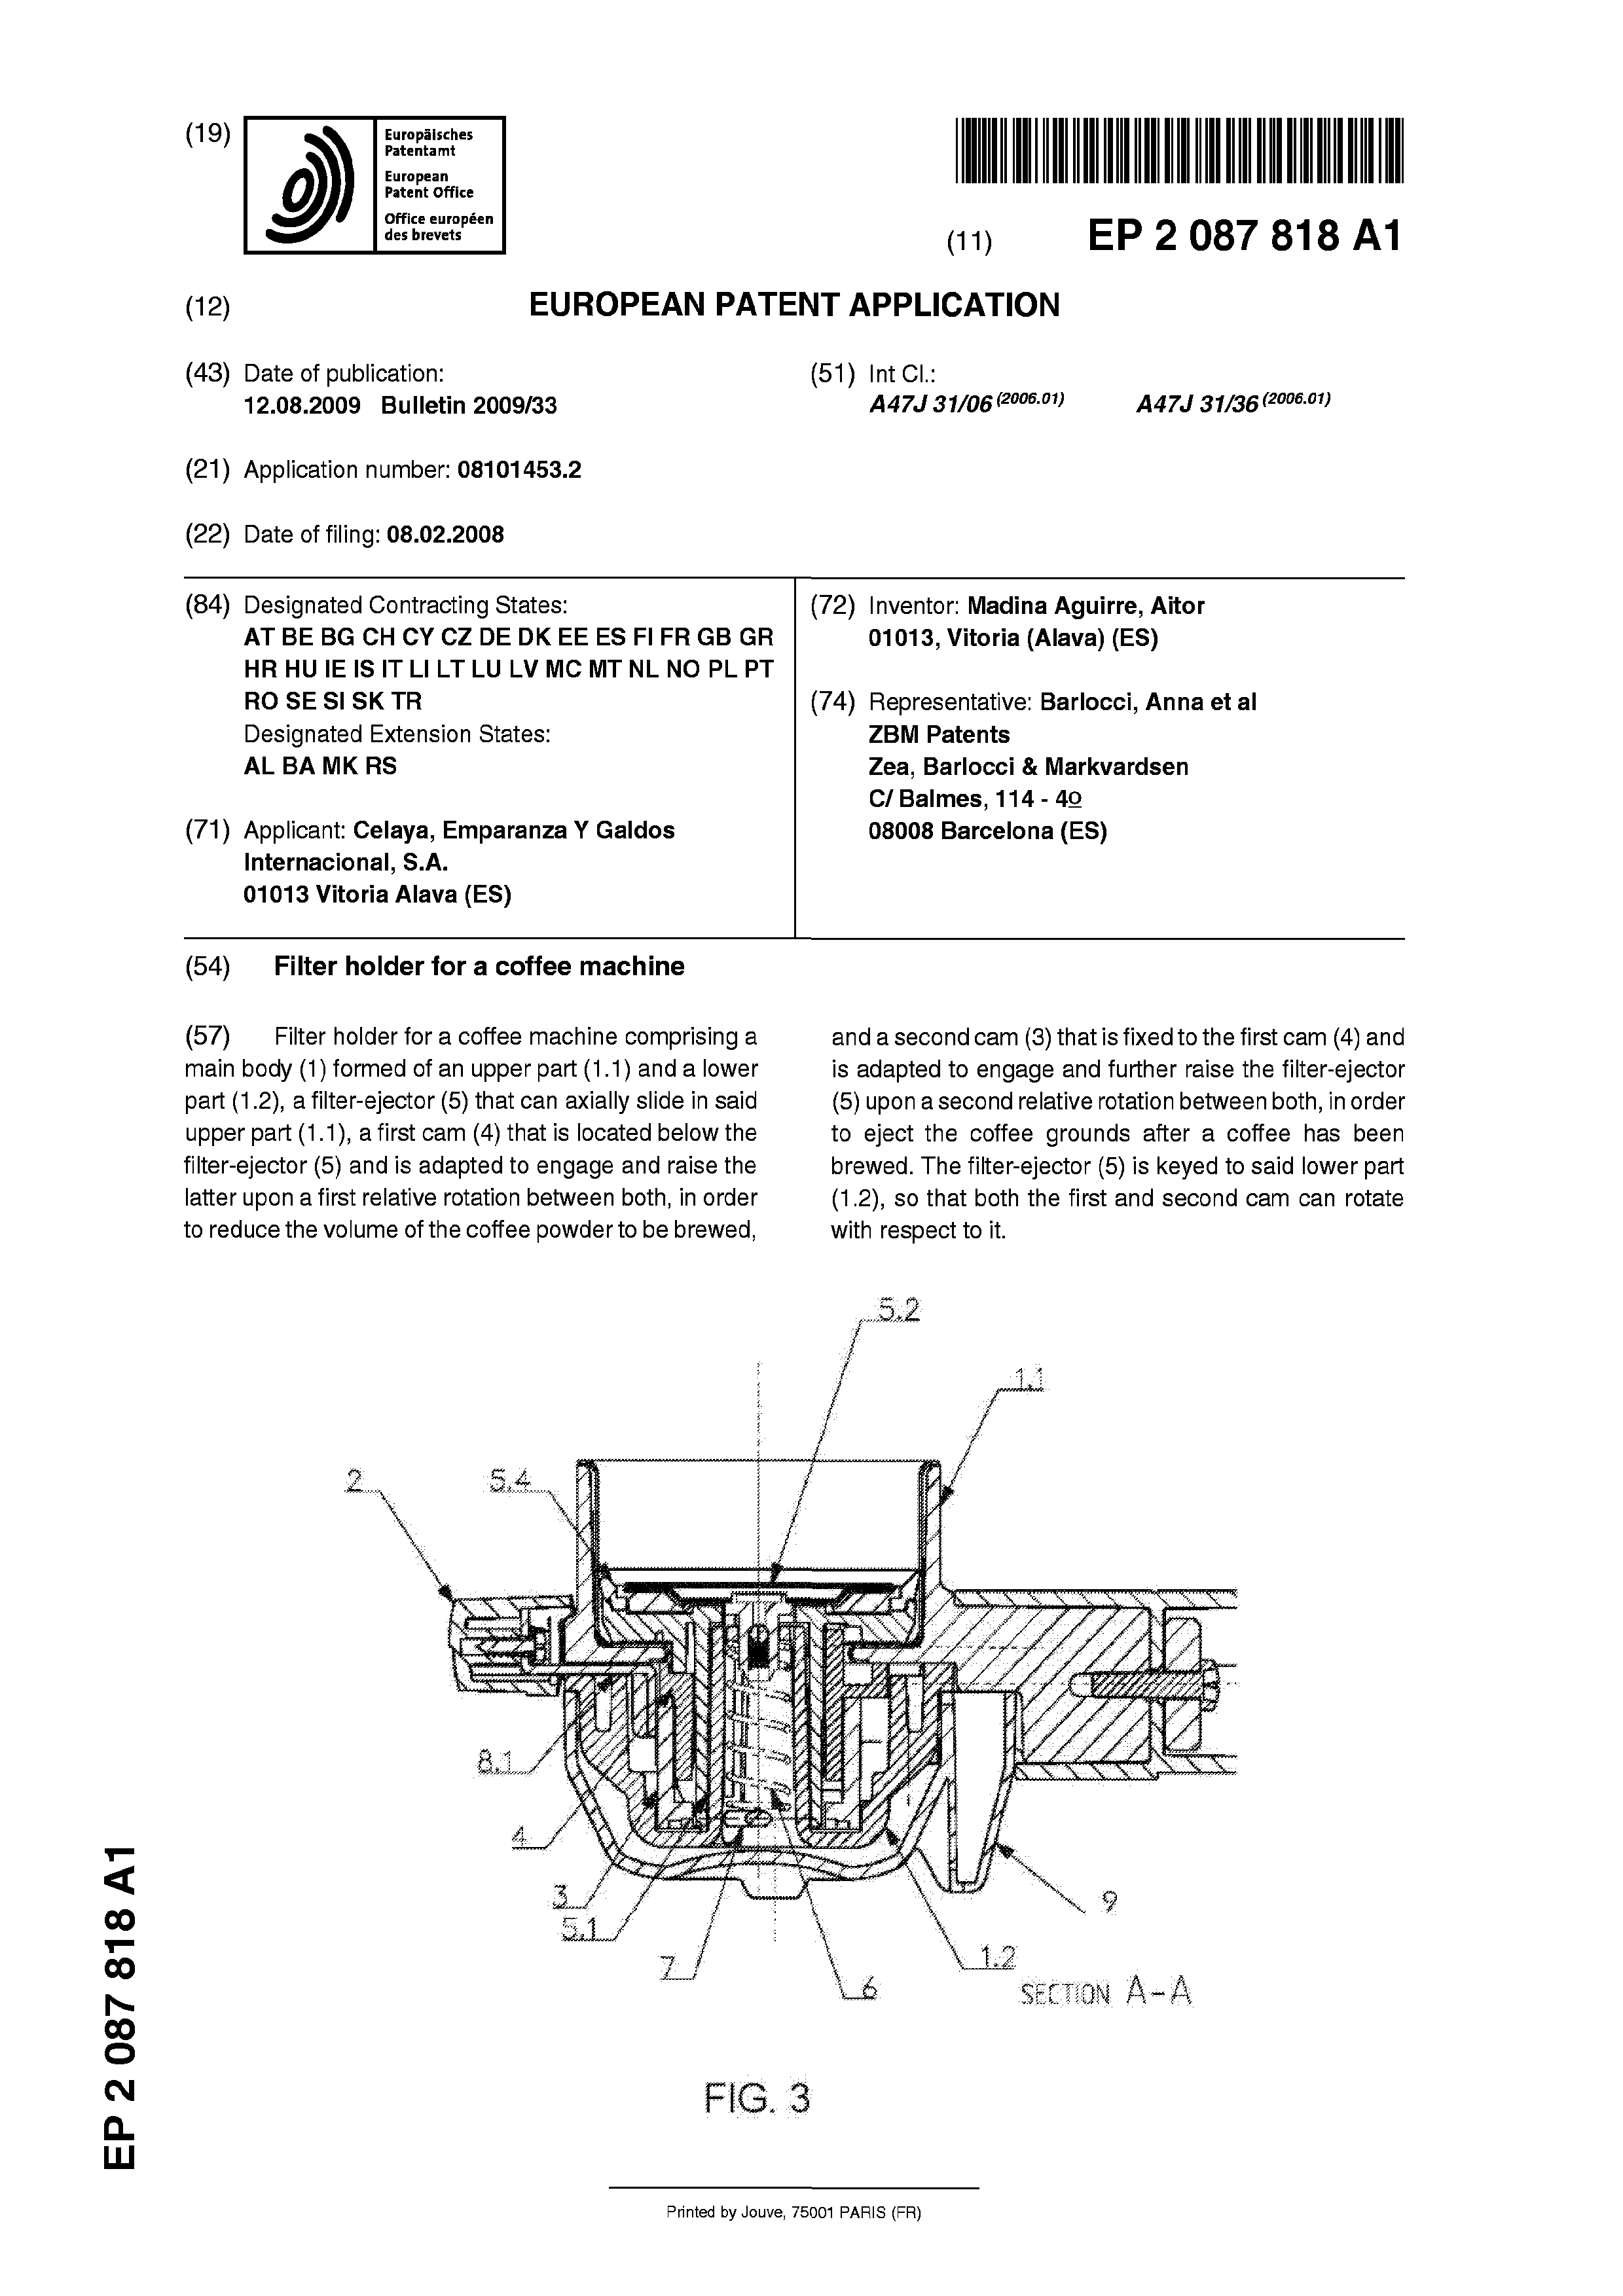 (19)
Europäisches
Patentamt
European
Patent Office
Office européen
des brevets
(11) EP 2 087 818 A1
(12) EUROPEAN PATENT APPLICATION
(43) Date of publication:
12.08.2009 Bulletin 2009/33
(51) Int Cl.:
A47J 31/06 (2006.01) A47J 31/36 (2006.01)
(21) Application number: 08101453.2
(22) Date of filing: 08.02.2008
(84) Designated Contracting States:
AT BE BG CH CY CZ DE DK EE ES FI FR GB GR
HR HU IE IS IT LI LT LU LV MC MT NL NO PL PT
RO SE SI SK TR
Designated Extension States:
AL BA MK RS
(71) Applicant: Celaya, Emparanza Y Galdos
Internacional, S.A.
01013 Vitoria Alava (ES)
(72) Inventor: Madina Aguirre, Aitor
01013, Vitoria (Alava) (ES)
(74) Representative: Barlocci, Anna et al
ZBM Patents
Zea, Barlocci & Markvardsen
C/ Balmes, 114 - 4º
08008 Barcelona (ES)
(54) Filter holder for a coffee machine
(57) Filter holder for a coffee machine comprising a
main body (1) formed of an upper part (1.1) and a lower
part (1.2), a filter-ejector (5) that can axially slide in said
upper part (1.1), a first cam (4) that is located below the
filter-ejector (5) and is adapted to engage and raise the
latter upon a first relative rotation between both, in order
to reduce the volume of the coffee powder to be brewed,
and a second cam (3) that is fixed to the first cam (4) and
is adapted to engage and further raise the filter-ejector
(5) upon a second relative rotation between both, in order
to eject the coffee grounds after a coffee has been
brewed. The filter-ejector (5) is keyed to said lower part
(1.2), so that both the first and second cam can rotate
with respect to it.
5.2
1.1
2
5.4
8.1
4
3
5.1
7
6
1.2
9
SECTION A-A
FIG. 3
EP 2 087 818 A1
Printed by Jouve, 75001 PARIS (FR)